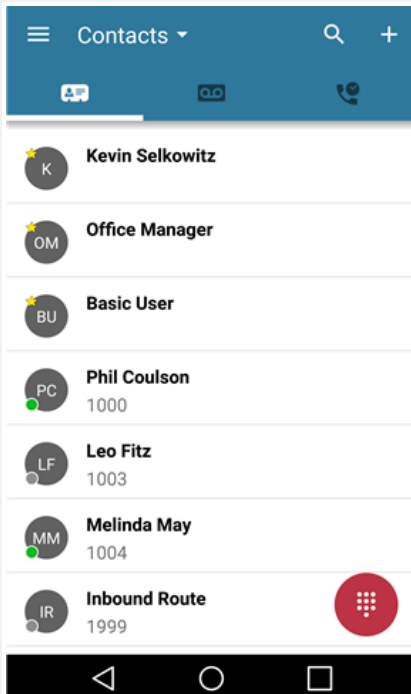 Contacts
K
Kevin Selkowitz
OM
Office Manager
BU
Basic User
PC
Phil Coulson
1000
LF
Leo Fitz
1003
MM
Melinda May
1004
IR
Inbound Route
1999